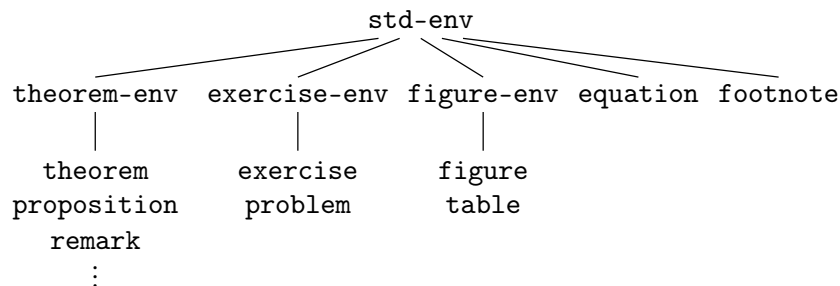 std-env
theorem-env exercise-env figure-env equation footnote
theorem exercise figure
proposition problem table
remark
⋮